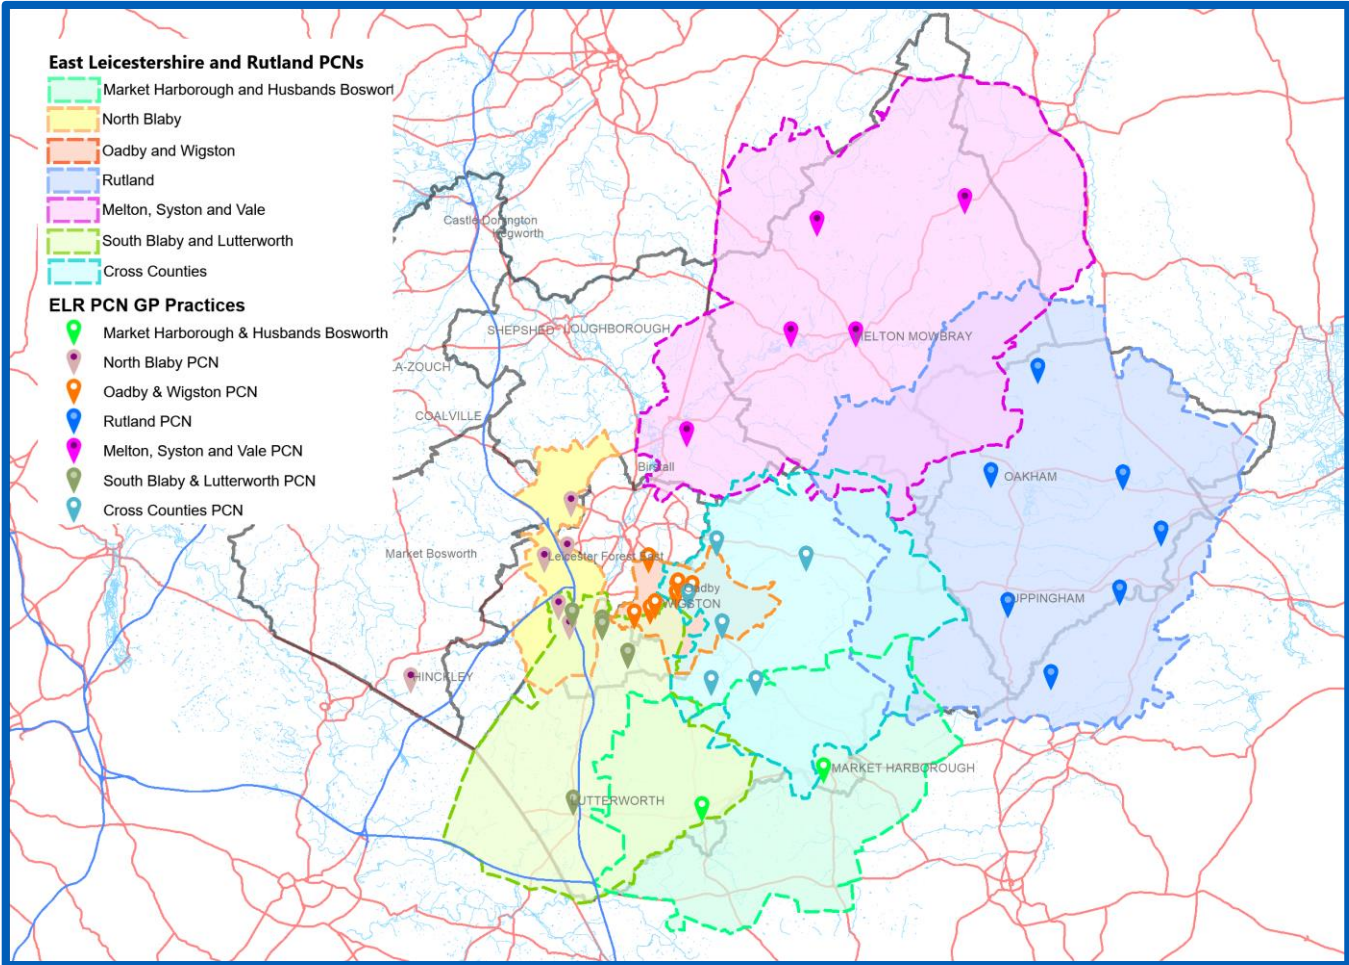 East Leicestershire and Rutland PCNs
Market Harborough and Husbands Boswort
North Blaby
Oadby and Wigston
Rutland
Melton, Syston and Vale
South Blaby and Lutterworth
Cross Counties
ELR PCN GP Practices
Market Harborough & Husbands Bosworth
North Blaby PCN
Oadby & Wigston PCN
Rutland PCN
Melton, Syston and Vale PCN
South Blaby & Lutterworth PCN
Cross Counties PCN
Castle Donington
Kegworth
SHEPSHED
LOUGHBOROUGH
ELTON MOWBRAY
A-ZOUCH
COALVILLE
Birstall
OAKHAM
Market Bosworth
Leicester Forest East
Oadby
WIGSTON
UPPINGHAM
HINCKLEY
MARKET HARBOROUGH
LUTTERWORTH